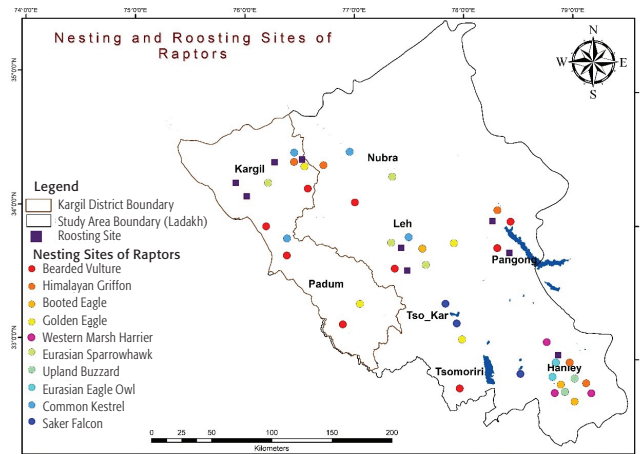 74°0'0"E 75°0'0"E 76°0'0"E 77°0'0"E 78°0'0"E 79°0'0"E
Nesting and Roosting Sites of
Raptors
N
W E
S
35°0'0"N
34°0'0"N
33°0'0"N
Kargil
Nubra
Leh
Pangong
Padum
Tso_Kar
Tsomoriri
Hanley
Legend
Kargil District Boundary
Study Area Boundary (Ladakh)
Roosting Site
Nesting Sites of Raptors
Bearded Vulture
Himalayan Griffon
Booted Eagle
Golden Eagle
Western Marsh Harrier
Eurasian Sparrowhawk
Upland Buzzard
Eurasian Eagle Owl
Common Kestrel
Saker Falcon
0 25 50 100 150 200
Kilometers